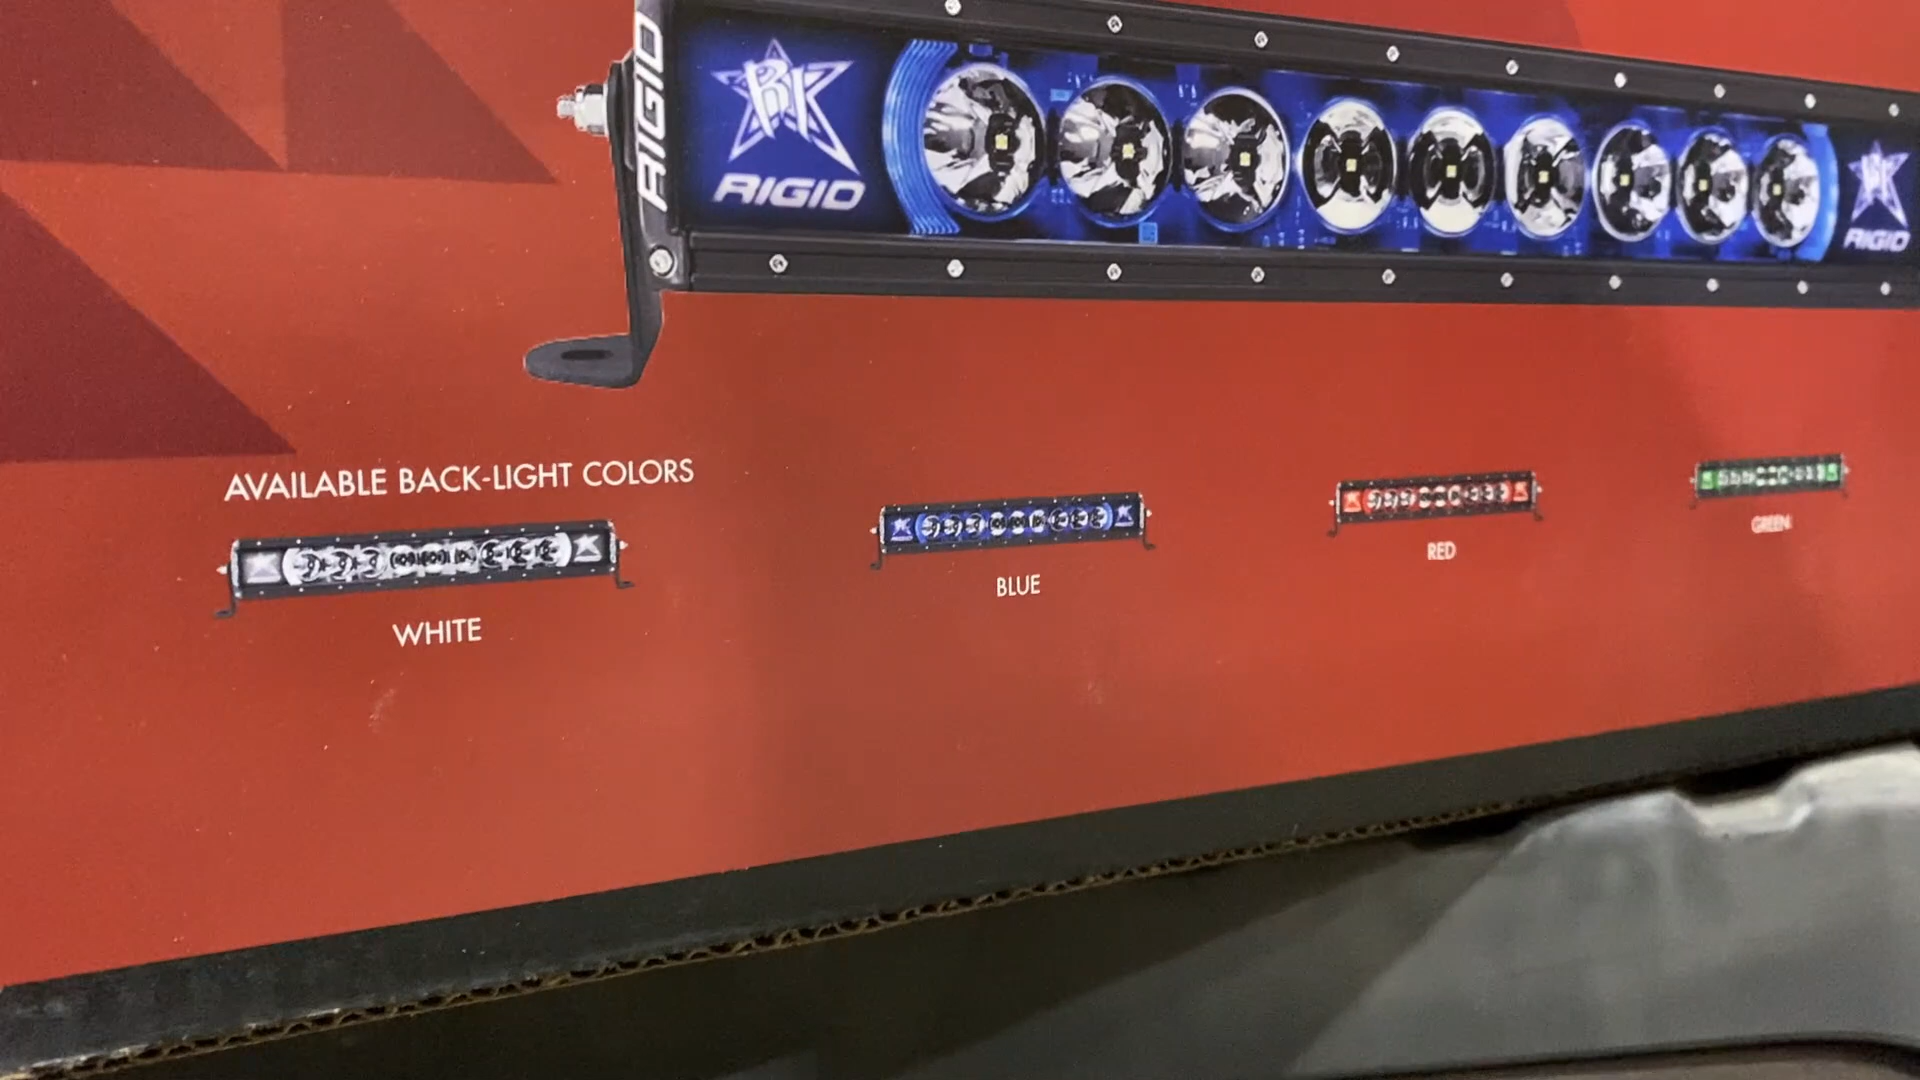 RIGID
RIGID
RIGID
AVAILABLE BACK-LIGHT COLORS
WHITE
BLUE
RED
GREEN